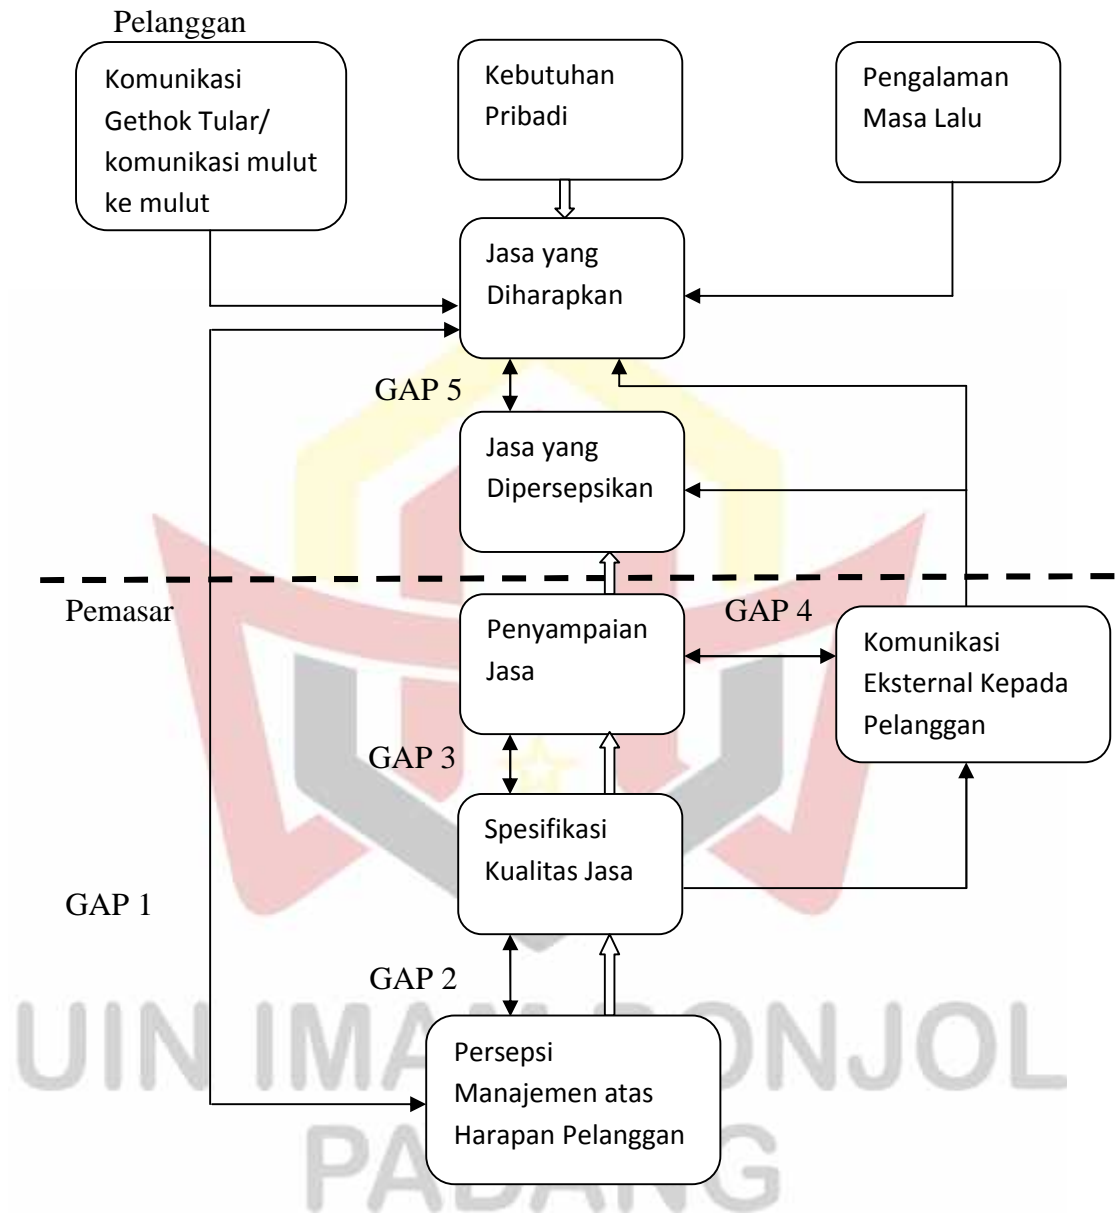 Pelanggan
Komunikasi
Gethok Tular/
komunikasi mulut
ke mulut
Kebutuhan
Pribadi
Pengalaman
Masa Lalu
Jasa yang
Diharapkan
GAP 5
Jasa yang
Dipersepsikan
Pemasar
Penyampaian
Jasa
GAP 4
Komunikasi
Eksternal Kepada
Pelanggan
GAP 3
Spesifikasi
Kualitas Jasa
GAP 1
GAP 2
Persepsi
Manajemen atas
Harapan Pelanggan
UIN IMAM BONJOL
PADANG